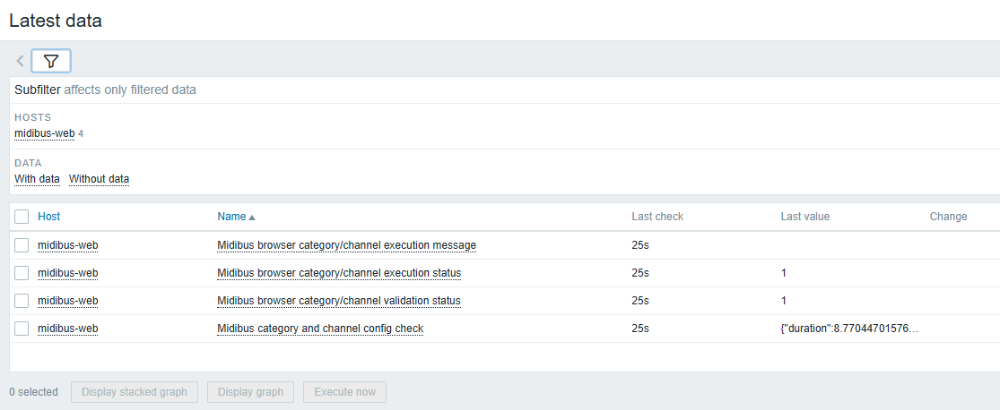 Latest data
Subfilter affects only filtered data
HOSTS
midibus-web 4
DATA
With data Without data
Host Name Last check Last value Change
midibus-web Midibus browser category/channel execution message 25s
midibus-web Midibus browser category/channel execution status 25s 1
midibus-web Midibus browser category/channel validation status 25s 1
midibus-web Midibus category and channel config check 25s {"duration":8.77044701576...
0 selected Display stacked graph Display graph Execute now